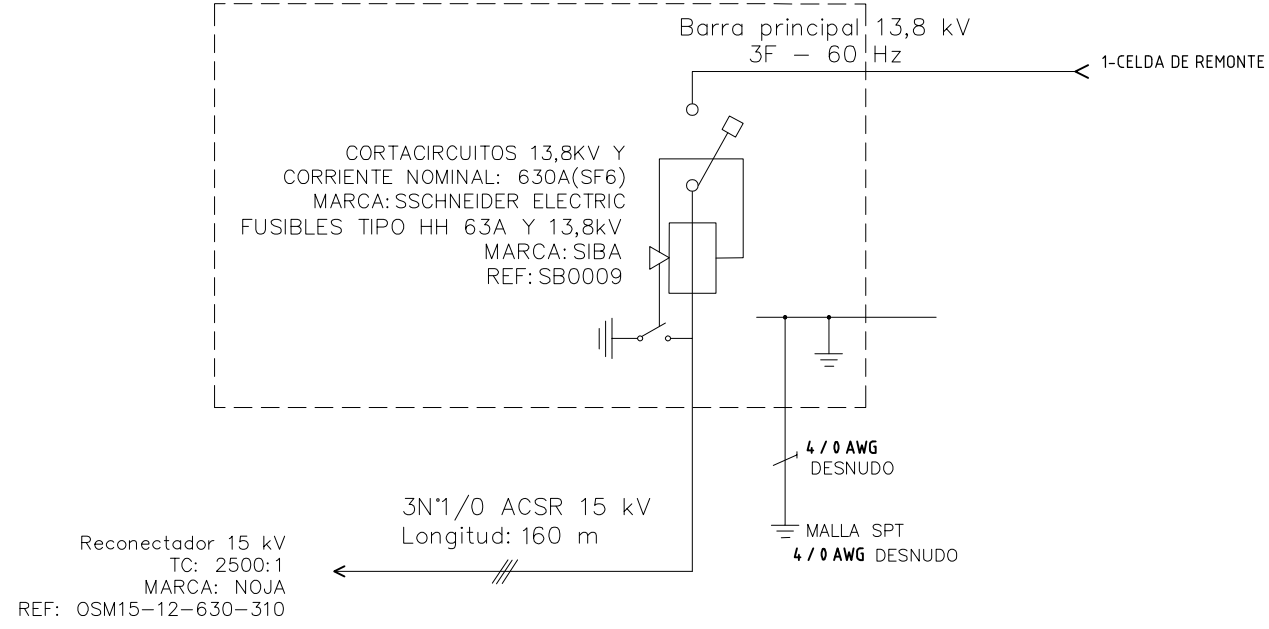 Barra principal 13,8 kV
3F – 60 Hz
1-CELDA DE REMONTE
CORTACIRCUITOS 13,8KV Y
CORRIENTE NOMINAL: 630A(SF6)
MARCA:SSCHNEIDER ELECTRIC
FUSIBLES TIPO HH 63A Y 13,8kV
MARCA:SIBA
REF:SB0009
4/0 AWG
DESNUDO
3N°1/0 ACSR 15 kV
Longitud: 160 m
MALLA SPT
4/0 AWG DESNUDO
Reconectador 15 kV
TC: 2500:1
MARCA: NOJA
REF: OSM15-12-630-310